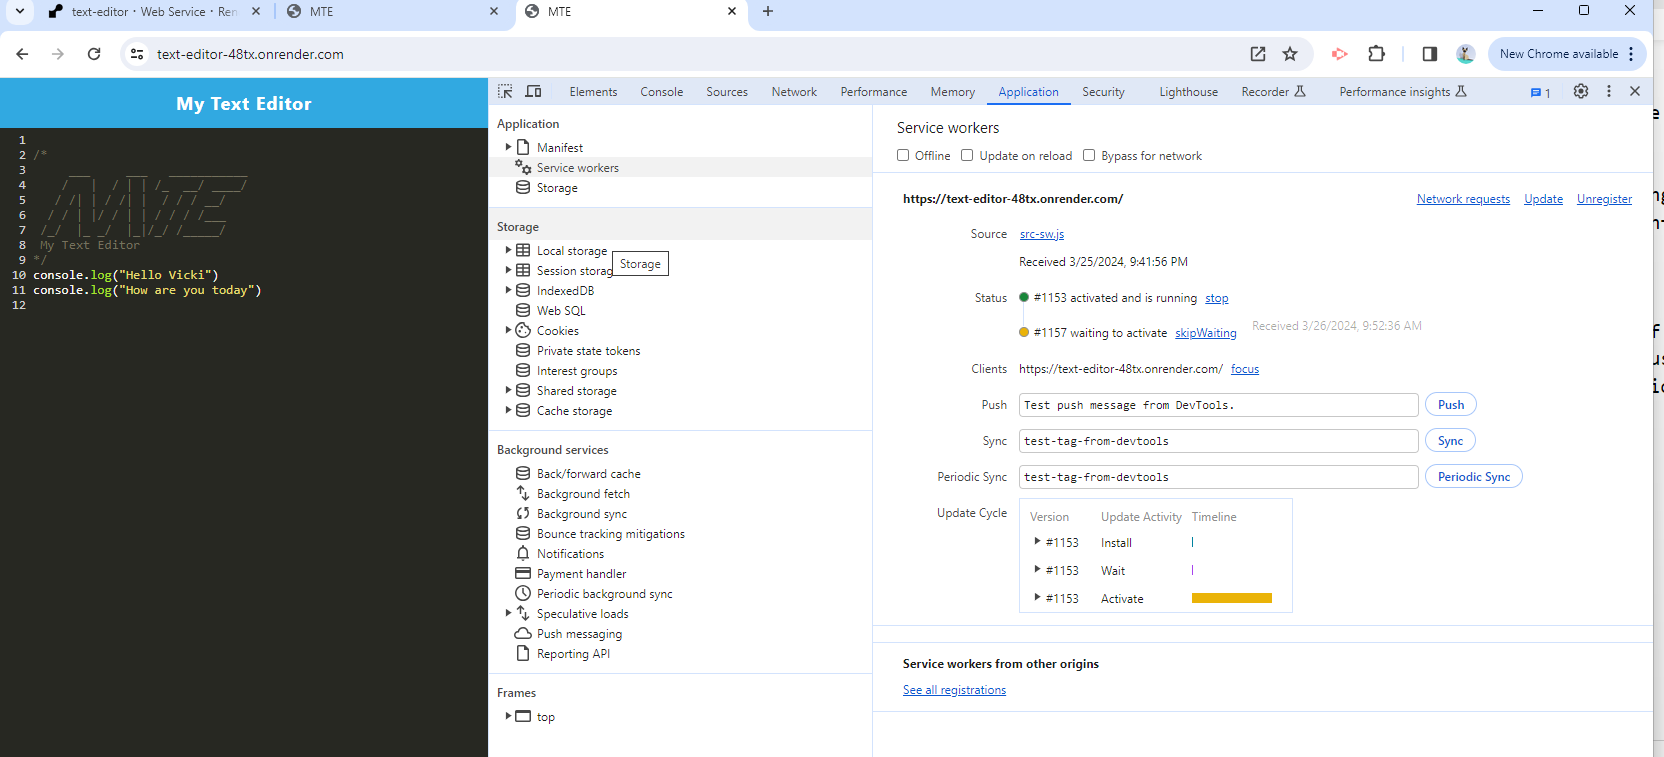 text-editor · Web Service · Ren
MTE
MTE
text-editor-48tx.onrender.com
New Chrome available
My Text Editor
1
2 /*
3
4
5
6
7
8 My Text Editor
9 */
10 console.log("Hello Vicki")
11 console.log("How are you today")
12
Elements Console Sources Network Performance Memory Application Security Lighthouse Recorder Performance insights 1
Application
Manifest
Service workers
Storage
Storage
Local storage
Session storag
Storage
IndexedDB
Web SQL
Cookies
Private state tokens
Interest groups
Shared storage
Cache storage
Background services
Back/forward cache
Background fetch
Background sync
Bounce tracking mitigations
Notifications
Payment handler
Periodic background sync
Speculative loads
Push messaging
Reporting API
Frames
top
Service workers
Offline Update on reload Bypass for network
https://text-editor-48tx.onrender.com/ Network requests Update Unregister
Source src-sw.js
Received 3/25/2024, 9:41:56 PM
Status #1153 activated and is running stop
#1157 waiting to activate skipWaiting Received 3/26/2024, 9:52:36 AM
Clients https://text-editor-48tx.onrender.com/ focus
Push Test push message from DevTools. Push
Sync test-tag-from-devtools Sync
Periodic Sync test-tag-from-devtools Periodic Sync
Update Cycle Version Update Activity Timeline
#1153 Install
#1153 Wait
#1153 Activate
Service workers from other origins
See all registrations